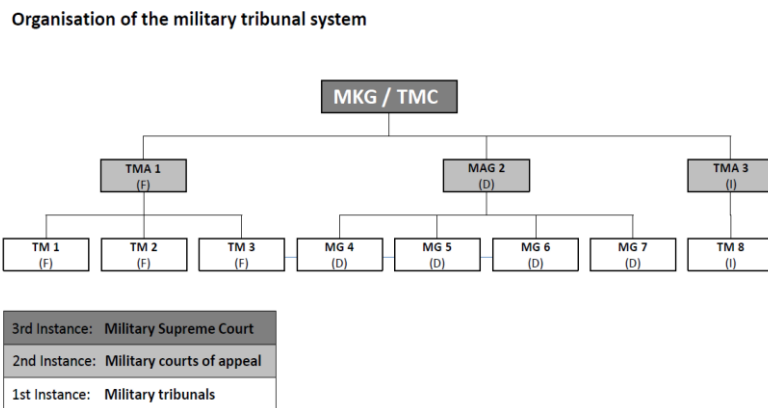 Organisation of the military tribunal system
MKG / TMC
TMA 1 MAG 2 TMA 3
(F) (D) (I)
TM 1 TM 2 TM 3 MG 4 MG 5 MG 6 MG 7 TM 8
(F) (F) (F) (D) (D) (D) (D) (I)
3rd Instance: Military Supreme Court
2nd Instance: Military courts of appeal
1st Instance: Military tribunals